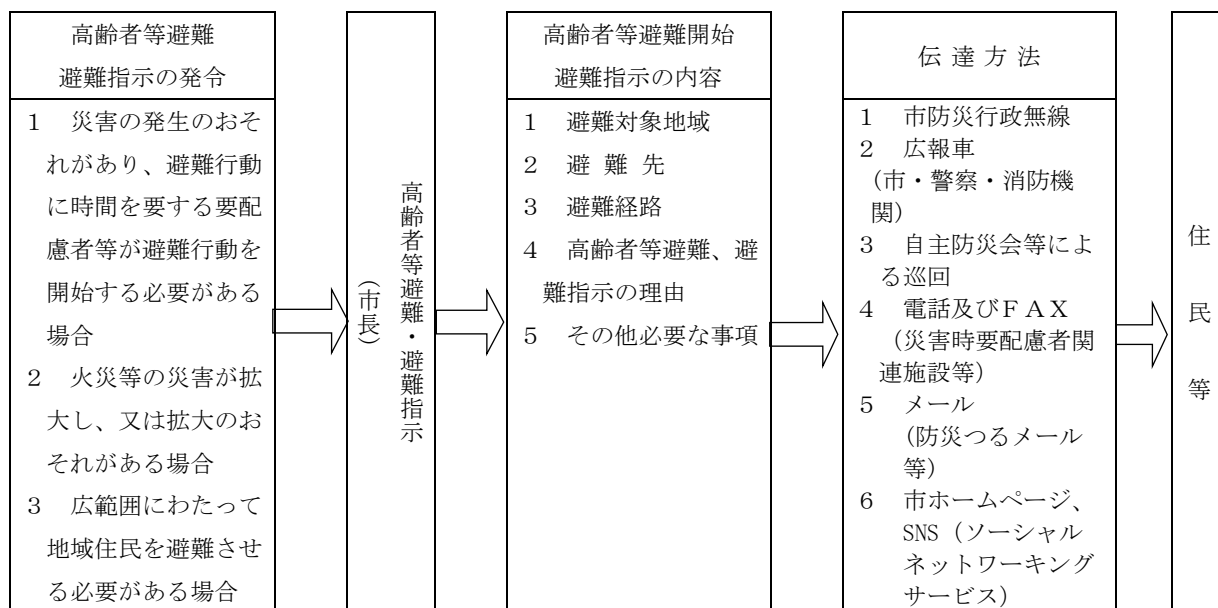 高齢者等避難
避難指示の発令
1　災害の発生のおそ
れがあり、避難行動
に時間を要する要配
慮者等が避難行動を
開始する必要がある
場合
2　火災等の災害が拡
大し、又は拡大のお
それがある場合
3　広範囲にわたって
地域住民を避難させ
る必要がある場合
高齢者等避難・避難指示
（市長）
高齢者等避難開始
避難指示の内容
1　避難対象地域
2　避 難 先
3　避難経路
4　高齢者等避難、避
難指示の理由
5　その他必要な事項
伝 達 方 法
1　市防災行政無線
2　広報車
（市・警察・消防機
関）
3　自主防災会等によ
る巡回
4　電話及びＦＡＸ
（災害時要配慮者関
連施設等）
5　メール
（防災つるメール
等）
6　市ホームページ、
SNS（ソーシャル
ネットワーキング
サービス）
住民等